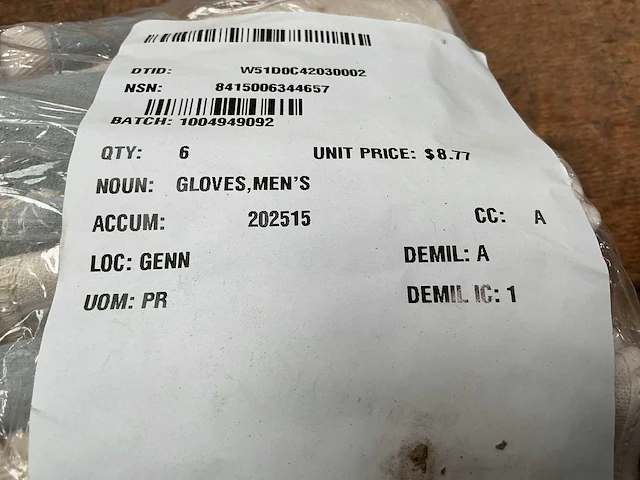 DTID: W51D0C42030002
NSN: 8415006344657
BATCH: 1004949092
QTY: 6 UNIT PRICE: $8.77
NOUN: GLOVES,MEN'S
ACCUM: 202515 CC: A
LOC: GENN DEMIL: A
UOM: PR DEMIL IC: 1